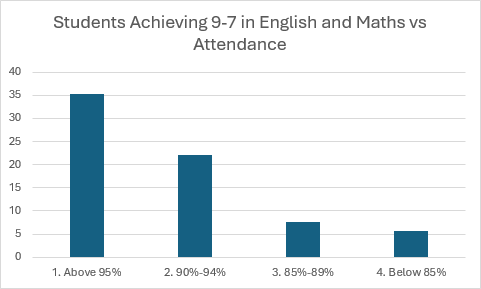 Students Achieving 9-7 in English and Maths vs
Attendance
40
35
30
25
20
15
10
5
0
1. Above 95%
2. 90%-94%
3. 85%-89%
4. Below 85%